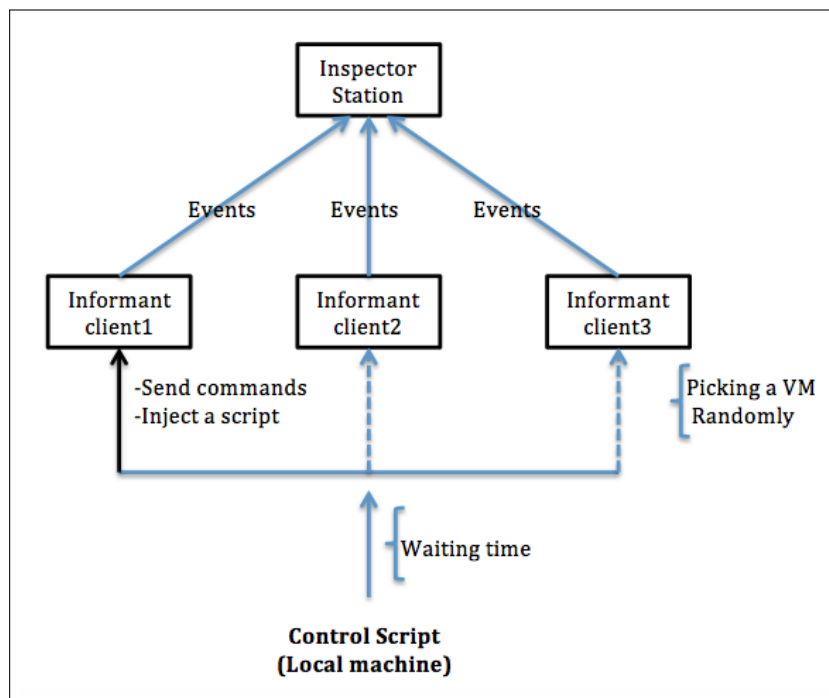 Inspector
Station
Events
Events
Events
Informant
client1
Informant
client2
Informant
client3
-Send commands
-Inject a script
Picking a VM
Randomly
Waiting time
Control Script
(Local machine)